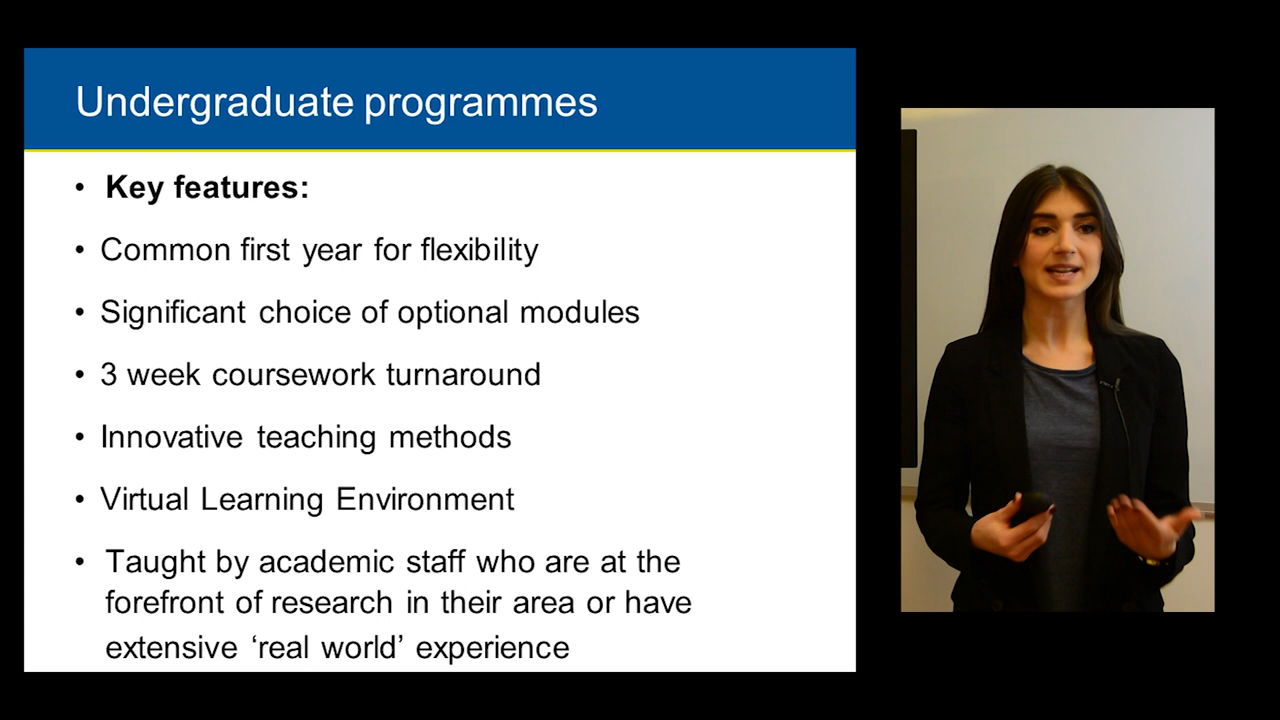 Undergraduate programmes
• Key features:
• Common first year for flexibility
• Significant choice of optional modules
• 3 week coursework turnaround
• Innovative teaching methods
• Virtual Learning Environment
• Taught by academic staff who are at the
forefront of research in their area or have
extensive ‘real world’ experience